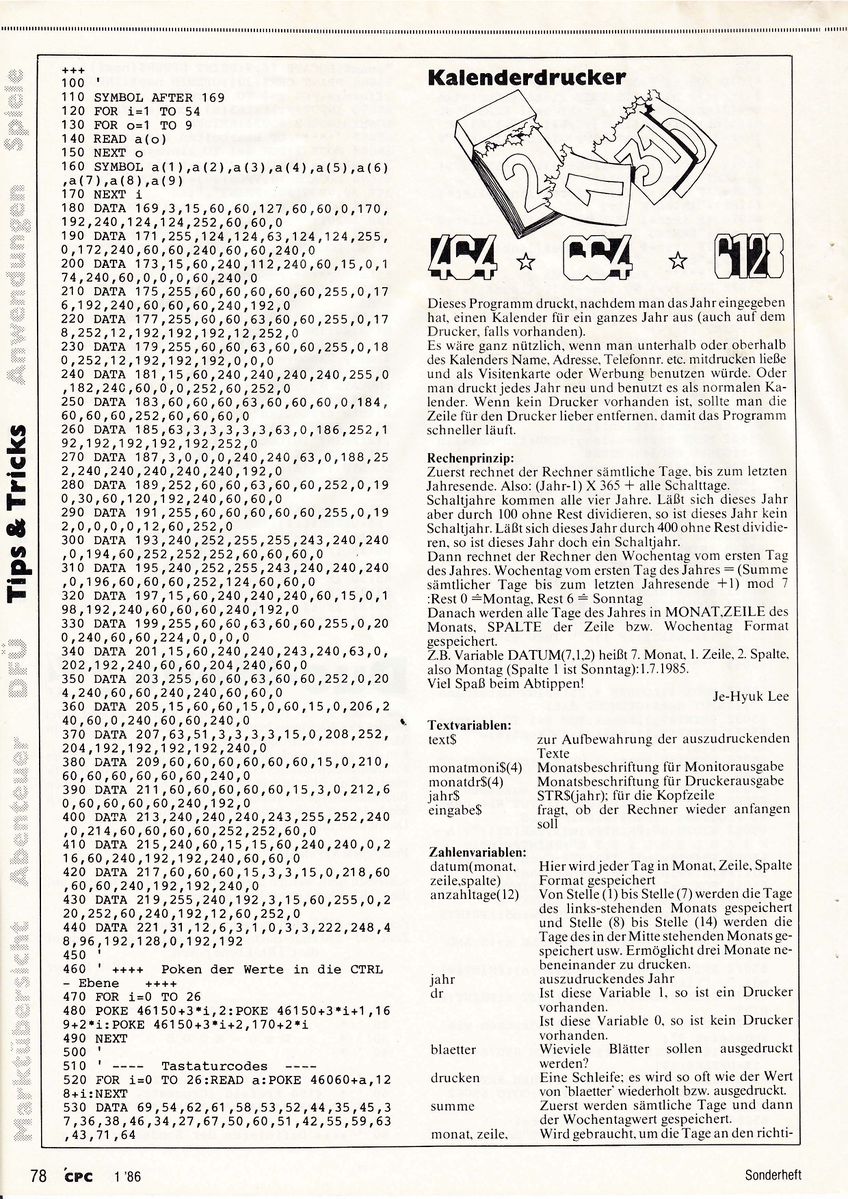 Spiele
Anwendungen
Tips & Tricks
DFÜ
Abenteuer
Marktübersicht
+++
100 '
110 SYMBOL AFTER 169
120 FOR i=1 TO 54
130 FOR o=1 TO 9
140 READ a(o)
150 NEXT o
160 SYMBOL a(1),a(2),a(3),a(4),a(5),a(6)
,a(7),a(8),a(9)
170 NEXT i
180 DATA 169,3,15,60,60,127,60,60,0,170,
192,240,124,124,252,60,60,0
190 DATA 171,255,124,124,63,124,124,255,
0,172,240,60,60,240,60,60,240,0
200 DATA 173,15,60,240,112,240,60,15,0,1
74,240,60,0,0,0,60,240,0
210 DATA 175,255,60,60,60,60,60,255,0,17
6,192,240,60,60,60,240,192,0
220 DATA 177,255,60,60,63,60,60,255,0,17
8,252,12,192,192,192,12,252,0
230 DATA 179,255,60,60,63,60,60,255,0,18
0,252,12,192,192,192,0,0,0
240 DATA 181,15,60,240,240,240,240,255,0
,182,240,60,0,0,252,60,252,0
250 DATA 183,60,60,60,63,60,60,60,0,184,
60,60,60,252,60,60,60,0
260 DATA 185,63,3,3,3,3,3,63,0,186,252,1
92,192,192,192,192,252,0
270 DATA 187,3,0,0,0,240,240,63,0,188,25
2,240,240,240,240,240,192,0
280 DATA 189,252,60,60,63,60,60,252,0,19
0,30,60,120,192,240,60,60,0
290 DATA 191,255,60,60,60,60,60,255,0,19
2,0,0,0,0,12,60,252,0
300 DATA 193,240,252,255,255,243,240,240
,0,194,60,252,252,252,60,60,60,0
310 DATA 195,240,252,255,243,240,240,240
,0,196,60,60,60,252,124,60,60,0
320 DATA 197,15,60,240,240,240,60,15,0,1
98,192,240,60,60,60,240,192,0
330 DATA 199,255,60,60,63,60,60,255,0,20
0,240,60,60,224,0,0,0,0
340 DATA 201,15,60,240,240,243,240,63,0,
202,192,240,60,60,204,240,60,0
350 DATA 203,255,60,60,63,60,60,252,0,20
4,240,60,60,240,240,60,60,0
360 DATA 205,15,60,60,15,0,60,15,0,206,2
40,60,0,240,60,60,240,0
370 DATA 207,63,51,3,3,3,3,15,0,208,252,
204,192,192,192,192,240,0
380 DATA 209,60,60,60,60,60,60,15,0,210,
60,60,60,60,60,60,240,0
390 DATA 211,60,60,60,60,60,15,3,0,212,6
0,60,60,60,60,240,192,0
400 DATA 213,240,240,240,243,255,252,240
,0,214,60,60,60,60,252,252,60,0
410 DATA 215,240,60,15,15,60,240,240,0,2
16,60,240,192,192,240,60,60,0
420 DATA 217,60,60,60,15,3,3,15,0,218,60
,60,60,240,192,192,240,0
430 DATA 219,255,240,192,3,15,60,255,0,2
20,252,60,240,192,12,60,252,0
440 DATA 221,31,12,6,3,1,0,3,3,222,248,4
8,96,192,128,0,192,192
450 '
460 ' ++++  Poken der Werte in die CTRL
- Ebene   ++++
470 FOR i=0 TO 26
480 POKE 46150+3*i,2:POKE 46150+3*i+1,16
9+2*i:POKE 46150+3*i+2,170+2*i
490 NEXT
500 '
510 ' ----  Tastaturcodes  ----
520 FOR i=0 TO 26:READ a:POKE 46060+a,12
8+i:NEXT
530 DATA 69,54,62,61,58,53,52,44,35,45,3
7,36,38,46,34,27,67,50,60,51,42,55,59,63
,43,71,64
Kalenderdrucker
2
1
31
464 ☆ 664 ☆ 6128
Dieses Programm druckt, nachdem man das Jahr eingegeben
hat, einen Kalender für ein ganzes Jahr aus (auch auf dem
Drucker, falls vorhanden).
Es wäre ganz nützlich, wenn man unterhalb oder oberhalb
des Kalenders Name, Adresse, Telefonnr. etc. mitdrucken ließe
und als Visitenkarte oder Werbung benutzen würde. Oder
man druckt jedes Jahr neu und benutzt es als normalen Ka-
lender. Wenn kein Drucker vorhanden ist, sollte man die
Zeile für den Drucker lieber entfernen, damit das Programm
schneller läuft.
Rechenprinzip:
Zuerst rechnet der Rechner sämtliche Tage, bis zum letzten
Jahresende. Also: (Jahr-1) X 365 + alle Schalttage.
Schaltjahre kommen alle vier Jahre. Läßt sich dieses Jahr
aber durch 100 ohne Rest dividieren, so ist dieses Jahr kein
Schaltjahr. Läßt sich dieses Jahr durch 400 ohne Rest dividie-
ren, so ist dieses Jahr doch ein Schaltjahr.
Dann rechnet der Rechner den Wochentag vom ersten Tag
des Jahres. Wochentag vom ersten Tag des Jahres = (Summe
sämtlicher Tage bis zum letzten Jahresende +1) mod 7
:Rest 0 ≙Montag, Rest 6 ≙ Sonntag
Danach werden alle Tage des Jahres in MONAT,ZEILE des
Monats, SPALTE der Zeile bzw. Wochentag Format
gespeichert.
Z.B. Variable DATUM(7,1,2) heißt 7. Monat, 1. Zeile, 2. Spalte,
also Montag (Spalte 1 ist Sonntag):1.7.1985.
Viel Spaß beim Abtippen!
Je-Hyuk Lee
Textvariablen:
text$ zur Aufbewahrung der auszudruckenden
Texte
monatmoni$(4) Monatsbeschriftung für Monitorausgabe
monatdr$(4) Monatsbeschriftung für Druckerausgabe
jahr$ STR$(jahr); für die Kopfzeile
eingabe$ fragt, ob der Rechner wieder anfangen
soll
Zahlenvariablen:
datum(monat, Hier wird jeder Tag in Monat, Zeile, Spalte
zeile,spalte) Format gespeichert
anzahltage(12) Von Stelle (1) bis Stelle (7) werden die Tage
des links-stehenden Monats gespeichert
und Stelle (8) bis Stelle (14) werden die
Tage des in der Mitte stehenden Monats ge-
speichert usw. Ermöglicht drei Monate ne-
beneinander zu drucken.
jahr auszudruckendes Jahr
dr Ist diese Variable 1, so ist ein Drucker
vorhanden.
Ist diese Variable 0, so ist kein Drucker
vorhanden.
blaetter Wieviele Blätter sollen ausgedruckt
werden?
drucken Eine Schleife; es wird so oft wie der Wert
von 'blaetter' wiederholt bzw. ausgedruckt.
summe Zuerst werden sämtliche Tage und dann
der Wochentagwert gespeichert.
monat, zeile, Wird gebraucht, um die Tage an den richti-
78 CPC 1 '86
Sonderheft